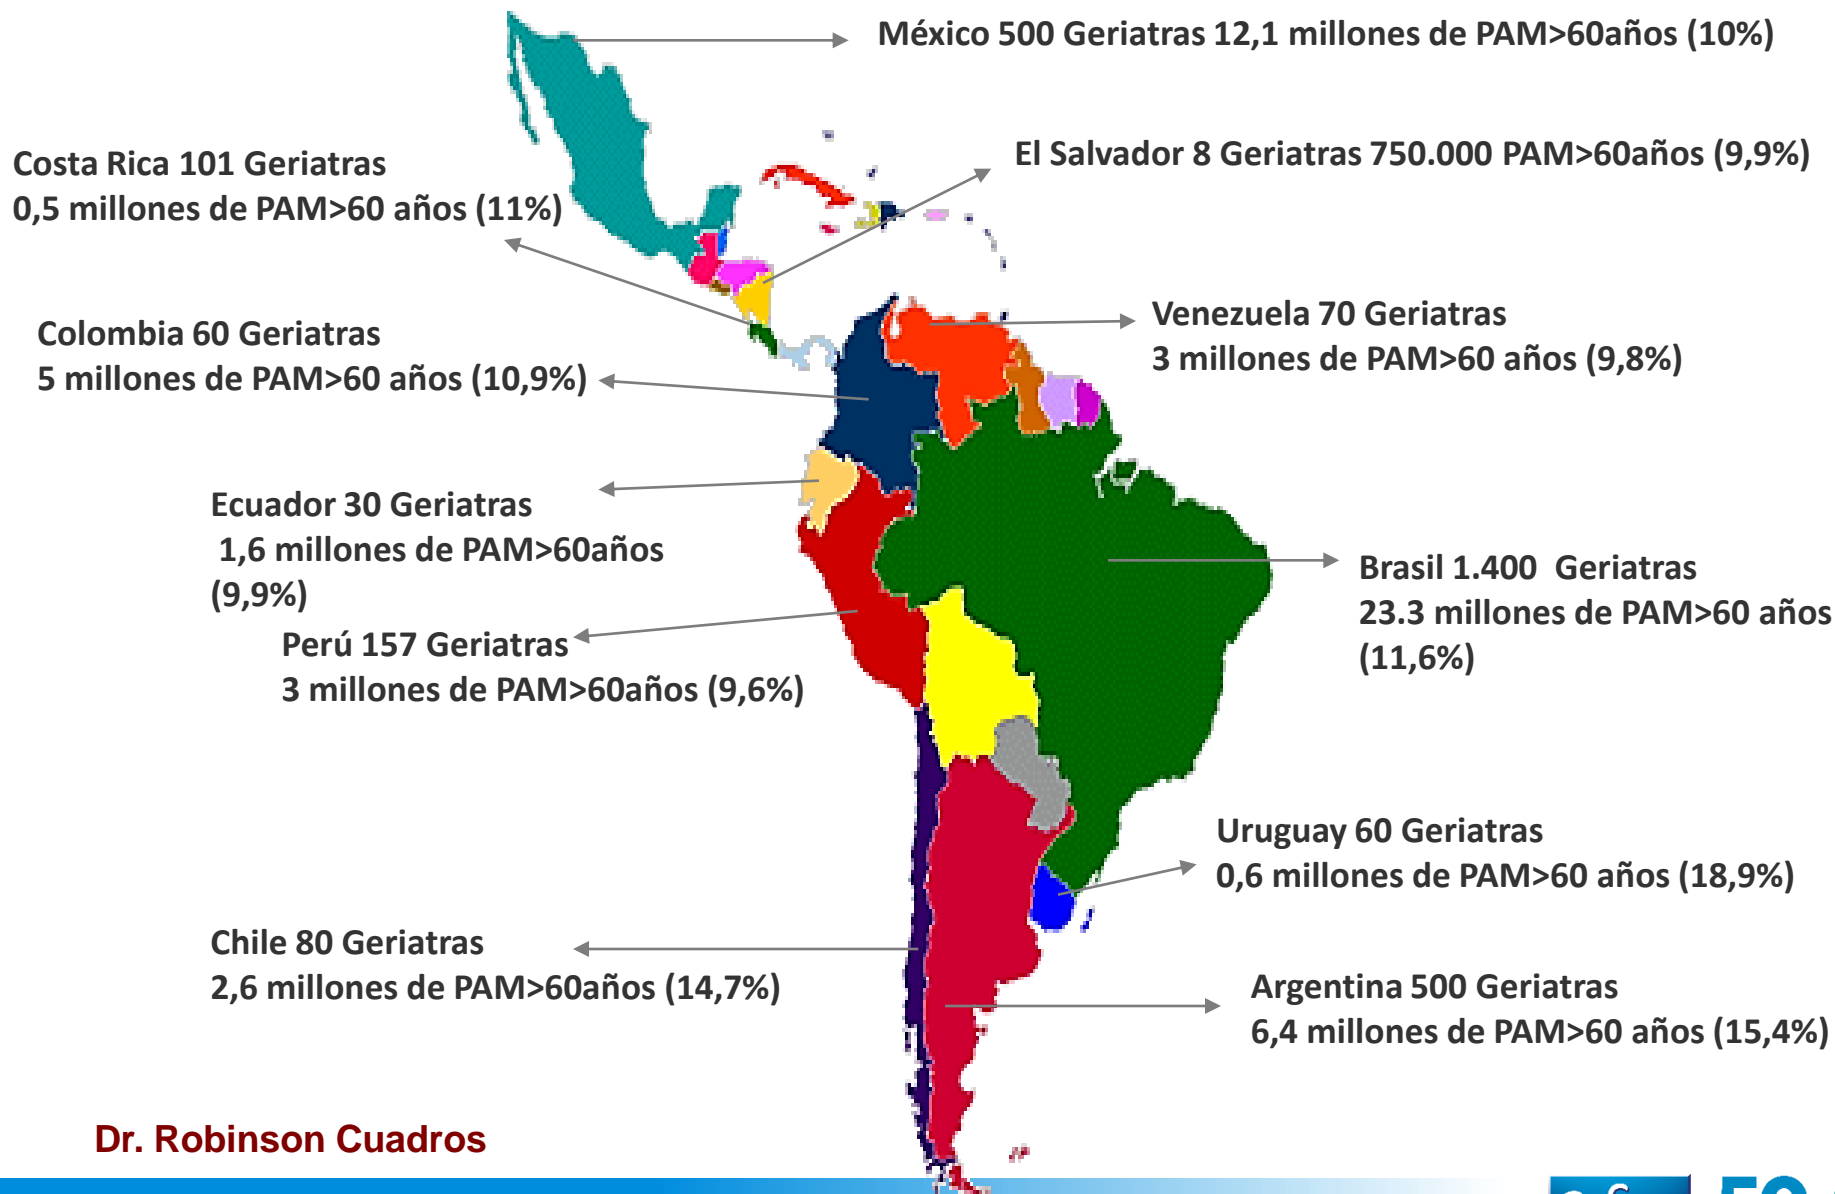 México 500 Geriatras 12,1 millones de PAM>60años (10%)
El Salvador 8 Geriatras 750.000 PAM>60años (9,9%)
Costa Rica 101 Geriatras
0,5 millones de PAM>60 años (11%)
Venezuela 70 Geriatras
3 millones de PAM>60 años (9,8%)
Colombia 60 Geriatras
5 millones de PAM>60 años (10,9%)
Ecuador 30 Geriatras
1,6 millones de PAM>60años
(9,9%)
Brasil 1.400 Geriatras
23.3 millones de PAM>60 años
(11,6%)
Perú 157 Geriatras
3 millones de PAM>60años (9,6%)
Uruguay 60 Geriatras
0,6 millones de PAM>60 años (18,9%)
Chile 80 Geriatras
2,6 millones de PAM>60años (14,7%)
Argentina 500 Geriatras
6,4 millones de PAM>60 años (15,4%)
Dr. Robinson Cuadros